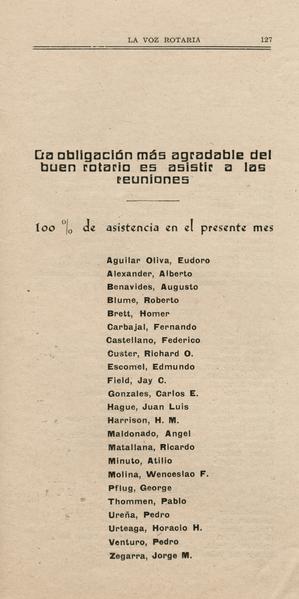 LA VOZ ROTARIA 127
La obligación más agradable del
buen rotario es asistir a las
reuniones
100 % de asistencia en el presente mes
Aguilar Oliva, Eudoro
Alexander, Alberto
Benavides, Augusto
Blume, Roberto
Brett, Homer
Carbajal, Fernando
Castellano, Federico
Custer, Richard O.
Escomel, Edmundo
Field, Jay C.
Gonzales, Carlos E.
Hague, Juan Luis
Harrison, H. M.
Maldonado, Angel
Matallana, Ricardo
Minuto, Atilio
Molina, Wenceslao F.
Pflug, George
Thommen, Pablo
Ureña, Pedro
Urteaga, Horacio H.
Venturo, Pedro
Zegarra, Jorge M.